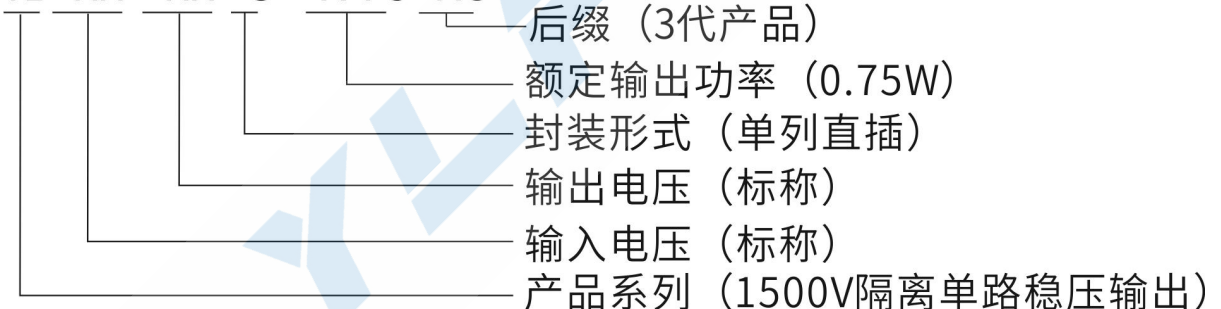 后缀（3代产品）
额定输出功率（0.75W）
封装形式（单列直插）
输出电压（标称）
输入电压（标称）
产品系列（1500V隔离单路稳压输出）